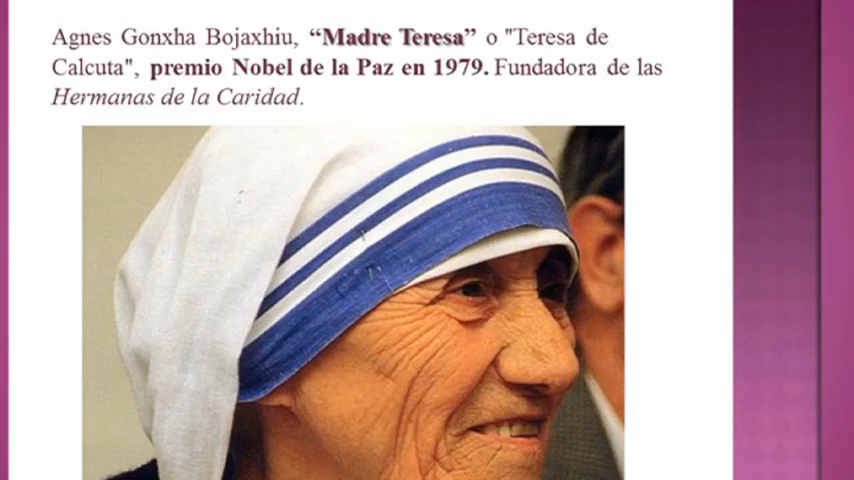 Agnes Gonxha Bojaxhiu, “Madre Teresa” o "Teresa de
Calcuta", premio Nobel de la Paz en 1979. Fundadora de las
Hermanas de la Caridad.